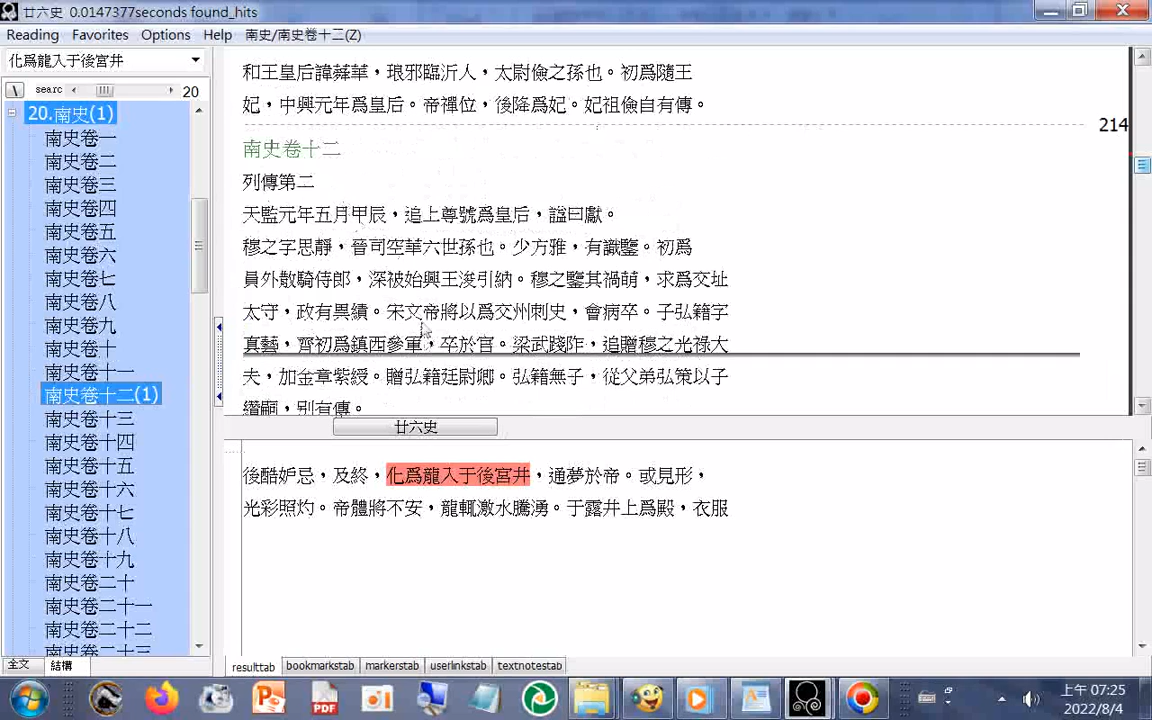 廿六史 0.0147377seconds found_hits
Reading Favorites Options Help 南史/南史卷十二(Z)
化爲龍入于後宮井
searc 20
20.南史(1)
南史卷一
南史卷二
南史卷三
南史卷四
南史卷五
南史卷六
南史卷七
南史卷八
南史卷九
南史卷十
南史卷十一
南史卷十二(1)
南史卷十三
南史卷十四
南史卷十五
南史卷十六
南史卷十七
南史卷十八
南史卷十九
南史卷二十
南史卷二十一
南史卷二十二
南史卷二十三
全文 結構
和王皇后諱蕣華，琅邪臨沂人，太尉儉之孫也。初爲隨王
妃，中興元年爲皇后。帝禪位，後降爲妃。妃祖儉自有傳。
214
南史卷十二
列傳第二
天監元年五月甲辰，追上尊號爲皇后，謚曰獻。
穆之字思靜，晉司空華六世孫也。少方雅，有識鑒。初爲
員外散騎侍郎，深被始興王浚引納。穆之鑒其禍萌，求爲交址
太守，政有異績。宋文帝將以爲交州刺史，會病卒。子弘籍字
真藝，齊初爲鎮西參軍，卒於官。梁武踐阼，追贈穆之光祿大
夫，加金章紫綬。贈弘籍廷尉卿。弘籍無子，從父弟弘策以子
纘嗣，別有傳。
廿六史
後酷妒忌，及終，化爲龍入于後宮井，通夢於帝。或見形，
光彩照灼。帝體將不安，龍輒激水騰湧。于露井上爲殿，衣服
resulttab bookmarkstab markerstab userlinkstab textnotestab
上午 07:25
2022/8/4